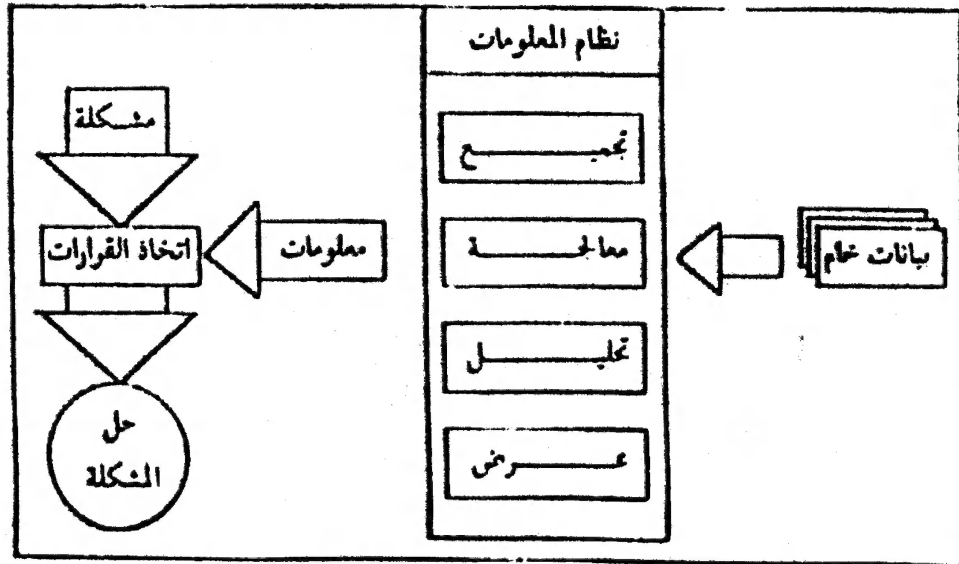 نظام المعلومات
بيانات خام
تجميع
معالجة
تحليل
عرض
معلومات
مشكلة
اتخاذ القرارات
حل
المشكلة